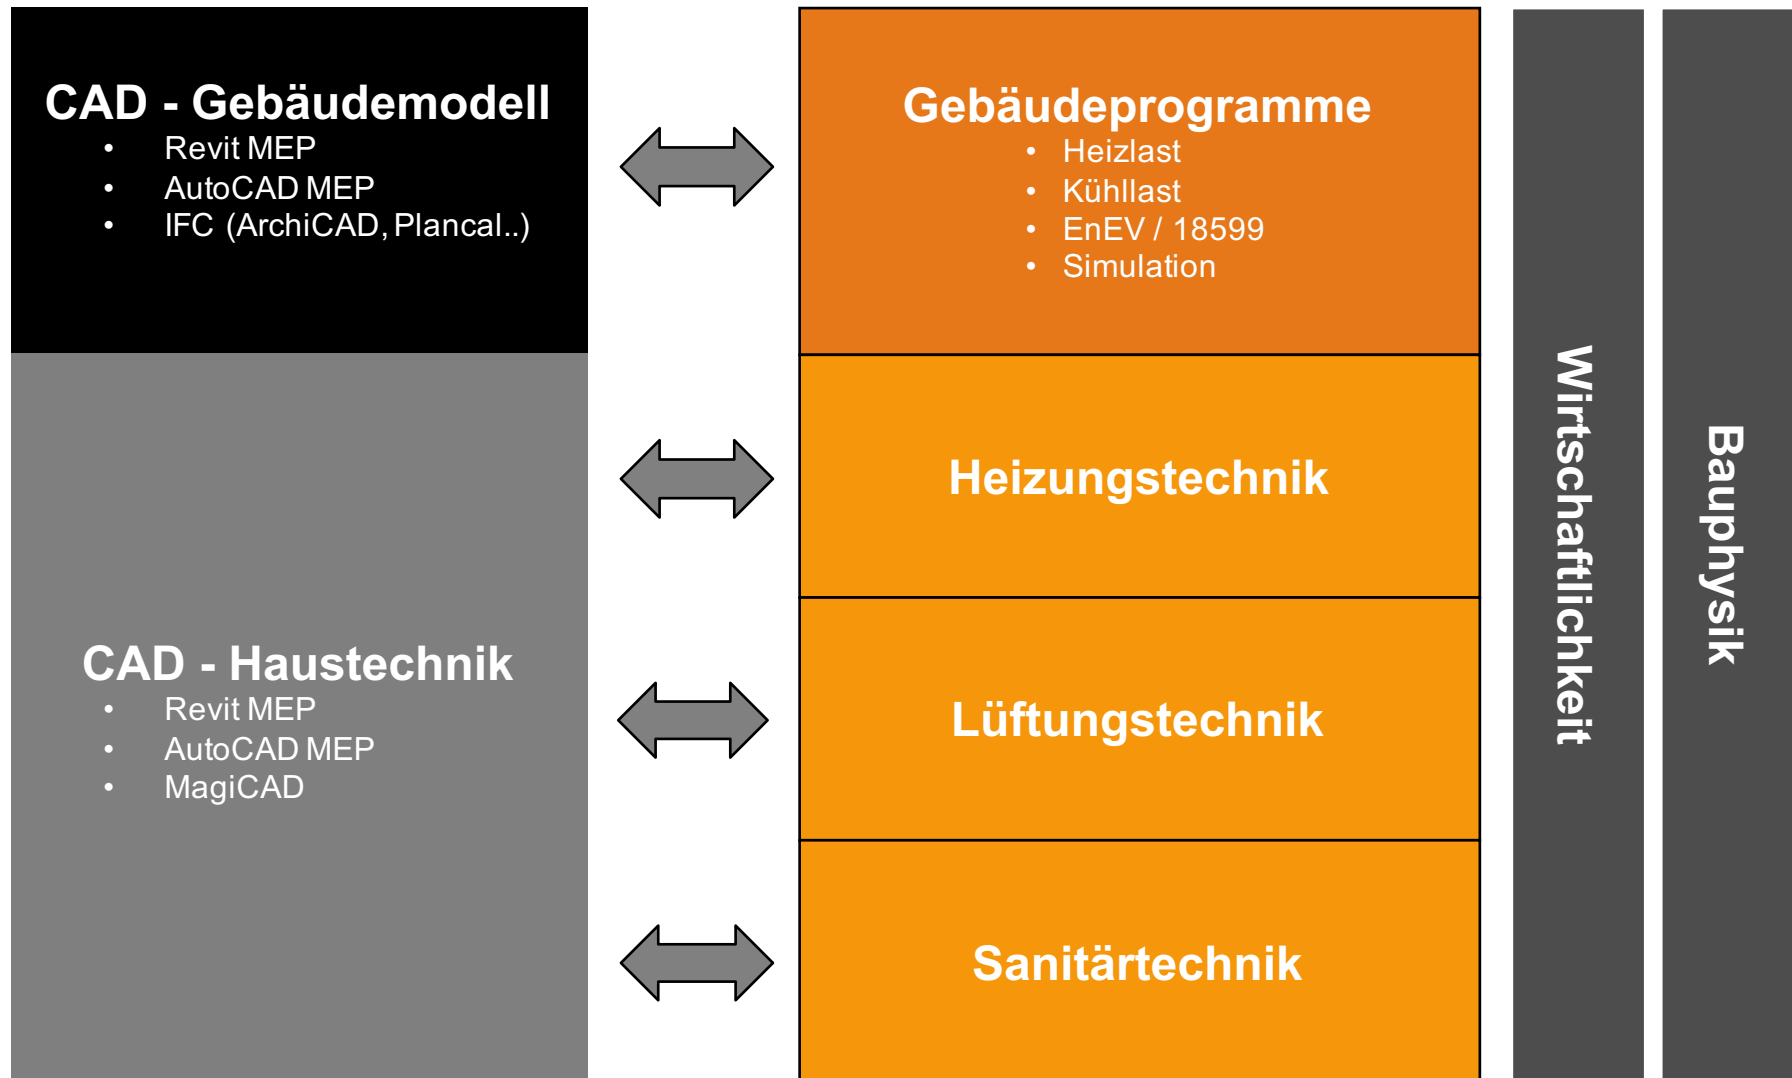 CAD - Gebäudemodell
• Revit MEP
• AutoCAD MEP
• IFC (ArchiCAD, Plancal..)
Gebäudeprogramme
• Heizlast
• Kühllast
• EnEV / 18599
• Simulation
CAD - Haustechnik
• Revit MEP
• AutoCAD MEP
• MagiCAD
Heizungstechnik
Lüftungstechnik
Sanitärtechnik
Wirtschaftlichkeit
Bauphysik